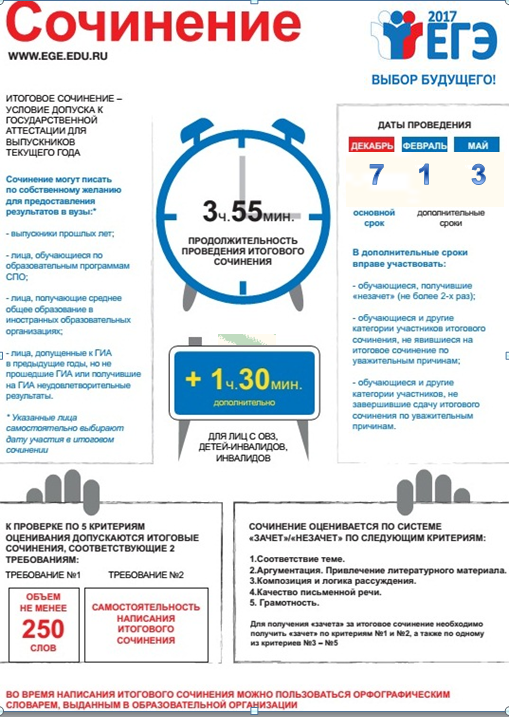 Сочинение
WWW.EGE.EDU.RU
2017
ЕГЭ
ВЫБОР БУДУЩЕГО!
ИТОГОВОЕ СОЧИНЕНИЕ –
УСЛОВИЕ ДОПУСКА К
ГОСУДАРСТВЕННОЙ
АТТЕСТАЦИИ ДЛЯ
ВЫПУСКНИКОВ
ТЕКУЩЕГО ГОДА
Сочинение могут писать
по собственному желанию
для предоставления
результатов в вузы:*
- выпускники прошлых лет;
- лица, обучающиеся по
образовательным программам
СПО;
- лица, получающие среднее
общее образование в
иностранных образовательных
организациях;
- лица, допущенные к ГИА
в предыдущие годы, но не
прошедшие ГИА или получившие
на ГИА неудовлетворительные
результаты.
* Указанные лица
самостоятельно выбирают
дату участия в итоговом
сочинении
3 ч. 55 мин.
ПРОДОЛЖИТЕЛЬНОСТЬ
ПРОВЕДЕНИЯ ИТОГОВОГО
СОЧИНЕНИЯ
+ 1 ч. 30 мин.
дополнительно
ДЛЯ ЛИЦ С ОВЗ,
ДЕТЕЙ-ИНВАЛИДОВ,
ИНВАЛИДОВ
ДАТЫ ПРОВЕДЕНИЯ
ДЕКАБРЬ ФЕВРАЛЬ МАЙ
7 1 3
основной дополнительные
срок сроки
В дополнительные сроки
вправе участвовать:
- обучающиеся, получившие
«незачет» (не более 2-х раз);
- обучающиеся и другие
категории участников итогового
сочинения, не явившиеся на
итоговое сочинение по
уважительным причинам;
- обучающиеся и другие
категории участников, не
завершившие сдачу итогового
сочинения по уважительным
причинам.
К ПРОВЕРКЕ ПО 5 КРИТЕРИЯМ
ОЦЕНИВАНИЯ ДОПУСКАЮТСЯ ИТОГОВЫЕ
СОЧИНЕНИЯ, СООТВЕТСТВУЮЩИЕ 2
ТРЕБОВАНИЯМ:
ТРЕБОВАНИЕ №1 ТРЕБОВАНИЕ №2
ОБЪЕМ
НЕ МЕНЕЕ
250
СЛОВ
САМОСТОЯТЕЛЬНОСТЬ
НАПИСАНИЯ
ИТОГОВОГО
СОЧИНЕНИЯ
СОЧИНЕНИЕ ОЦЕНИВАЕТСЯ ПО СИСТЕМЕ
«ЗАЧЕТ»/«НЕЗАЧЕТ» ПО СЛЕДУЮЩИМ КРИТЕРИЯМ:
1.Соответствие теме.
2.Аргументация. Привлечение литературного материала.
3.Композиция и логика рассуждения.
4.Качество письменной речи.
5. Грамотность.
Для получения «зачета» за итоговое сочинение необходимо
получить «зачет» по критериям №1 и №2, а также по одному
из критериев №3 – №5
ВО ВРЕМЯ НАПИСАНИЯ ИТОГОВОГО СОЧИНЕНИЯ МОЖНО ПОЛЬЗОВАТЬСЯ ОРФОГРАФИЧЕСКИМ
СЛОВАРЕМ, ВЫДАННЫМ В ОБРАЗОВАТЕЛЬНОЙ ОРГАНИЗАЦИИ